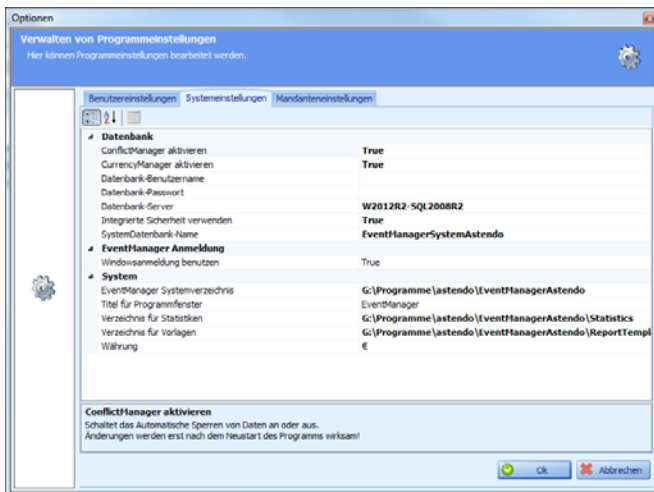 Optionen
Verwalten von Programmeinstellungen
Hier können Programmeinstellungen bearbeitet werden.
Benutzereinstellungen Systemeinstellungen Mandanteneinstellungen
Datenbank
ConflictManager aktivieren True
CurrencyManager aktivieren True
Datenbank-Benutzername
Datenbank-Passwort
Datenbank-Server W2012R2-SQL2008R2
Integrierte Sicherheit verwenden True
SystemDatenbank-Name EventManagerSystemAstendo
EventManager Anmeldung
Windowsanmeldung benutzen True
System
EventManager Systemverzeichnis G:\Programme\astendo\EventManagerAstendo
Titel für Programmfenster EventManager
Verzeichnis für Statistiken G:\Programme\astendo\EventManagerAstendo\Statistics
Verzeichnis für Vorlagen G:\Programme\astendo\EventManagerAstendo\ReportTempl
Währung €
ConflictManager aktivieren
Schaltet das Automatische Sperren von Daten an oder aus.
Änderungen werden erst nach dem Neustart des Programms wirksam!
Ok Abbrechen